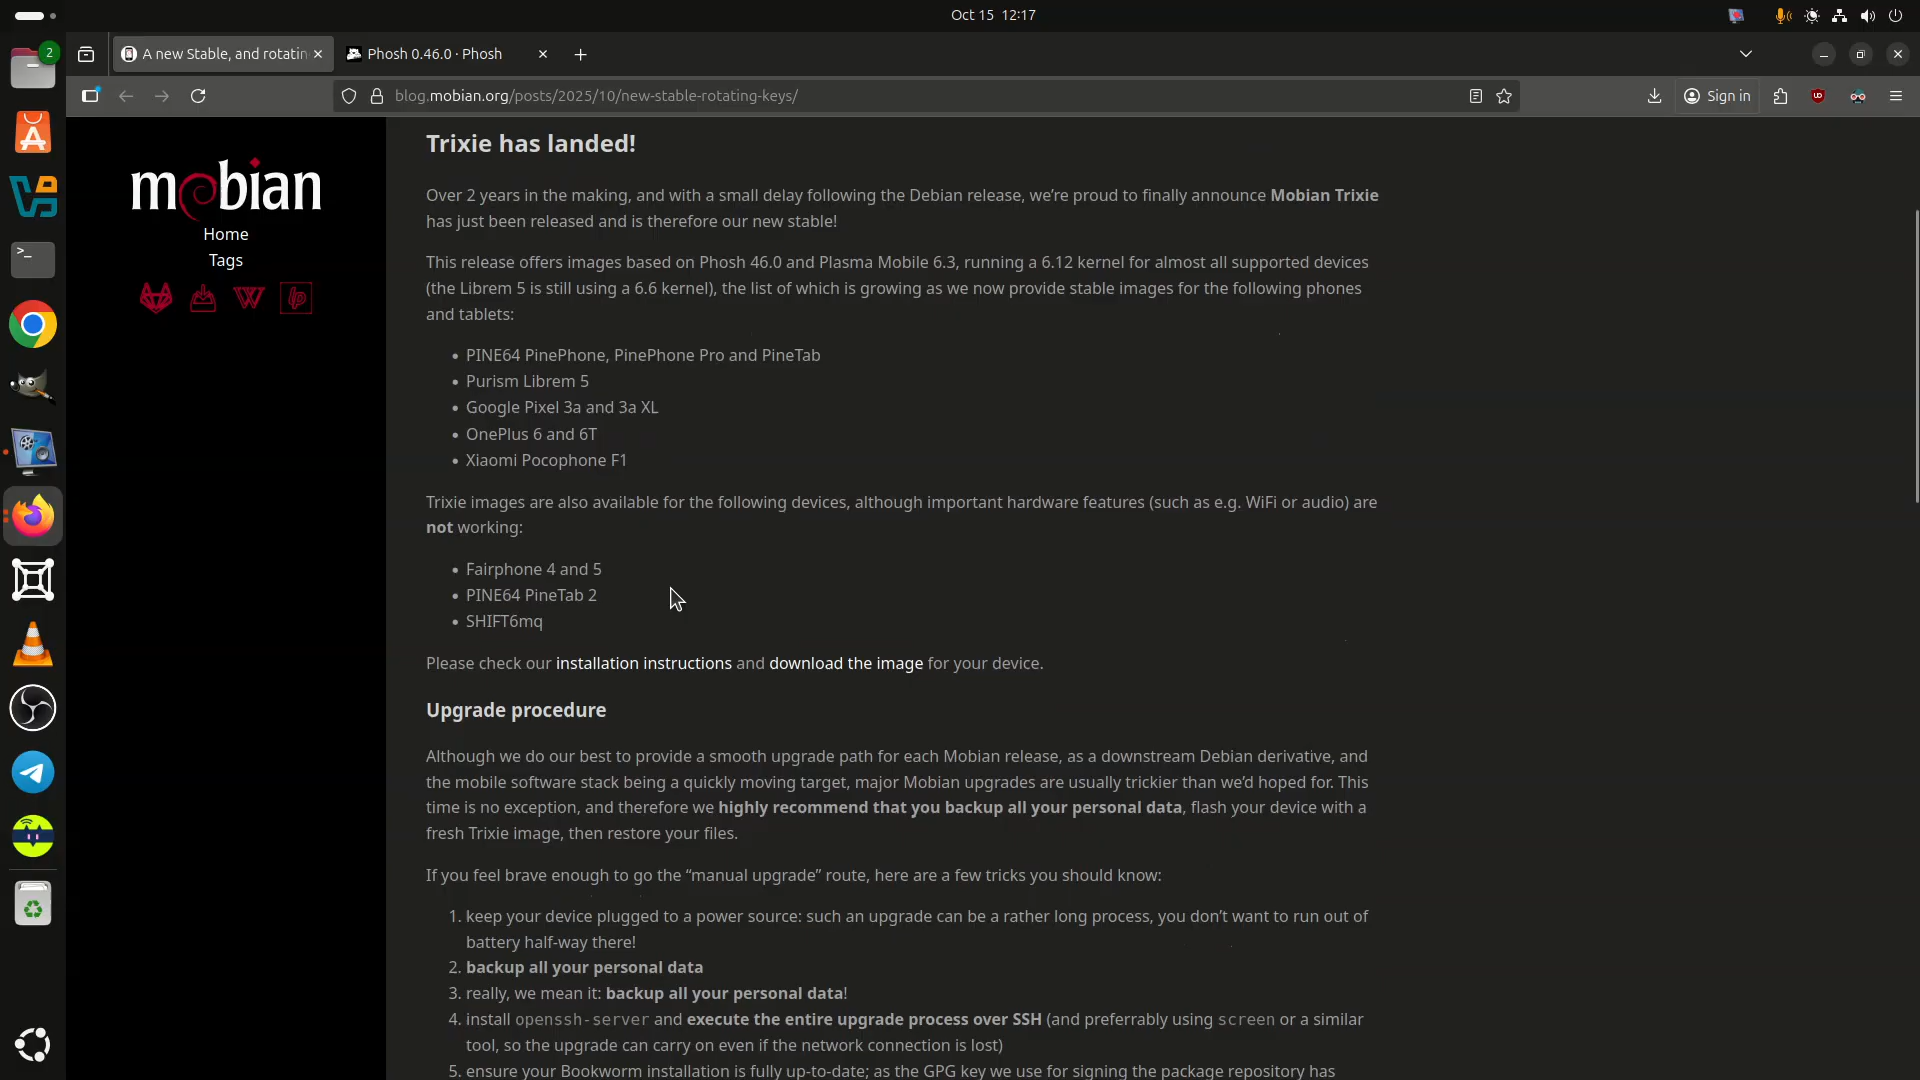 Oct 15 12:17
2
A new Stable, and rotatin
Phosh 0.46.0 · Phosh
blog.mobian.org/posts/2025/10/new-stable-rotating-keys/
Sign in
mobian
Home
Tags
Trixie has landed!
Over 2 years in the making, and with a small delay following the Debian release, we're proud to finally announce Mobian Trixie
has just been released and is therefore our new stable!
This release offers images based on Phosh 46.0 and Plasma Mobile 6.3, running a 6.12 kernel for almost all supported devices
(the Librem 5 is still using a 6.6 kernel), the list of which is growing as we now provide stable images for the following phones
and tablets:
• PINE64 PinePhone, PinePhone Pro and PineTab
• Purism Librem 5
• Google Pixel 3a and 3a XL
• OnePlus 6 and 6T
• Xiaomi Pocophone F1
Trixie images are also available for the following devices, although important hardware features (such as e.g. WiFi or audio) are
not working:
• Fairphone 4 and 5
• PINE64 PineTab 2
• SHIFT6mq
Please check our installation instructions and download the image for your device.
Upgrade procedure
Although we do our best to provide a smooth upgrade path for each Mobian release, as a downstream Debian derivative, and
the mobile software stack being a quickly moving target, major Mobian upgrades are usually trickier than we'd hoped for. This
time is no exception, and therefore we highly recommend that you backup all your personal data, flash your device with a
fresh Trixie image, then restore your files.
If you feel brave enough to go the “manual upgrade” route, here are a few tricks you should know:
1. keep your device plugged to a power source: such an upgrade can be a rather long process, you don't want to run out of
battery half-way there!
2. backup all your personal data
3. really, we mean it: backup all your personal data!
4. install openssh-server and execute the entire upgrade process over SSH (and preferrably using screen or a similar
tool, so the upgrade can carry on even if the network connection is lost)
5. ensure your Bookworm installation is fully up-to-date; as the GPG key we use for signing the package repository has